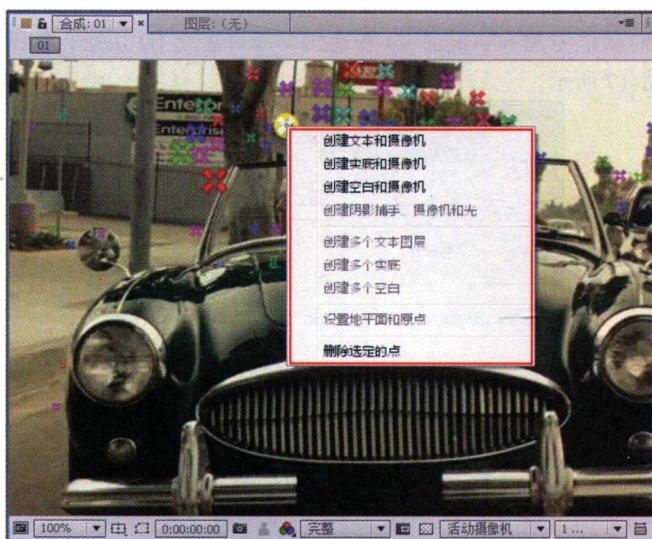 合成: 01
图层:（无）
01
Enterpr
Enterprise
创建文本和摄像机
创建实底和摄像机
创建空白和摄像机
创建阴影捕手、摄像机和光
创建多个文本图层
创建多个实底
创建多个空白
设置地平面和原点
删除选定的点
100%
0:00:00:00
完整
活动摄像机
1 ...